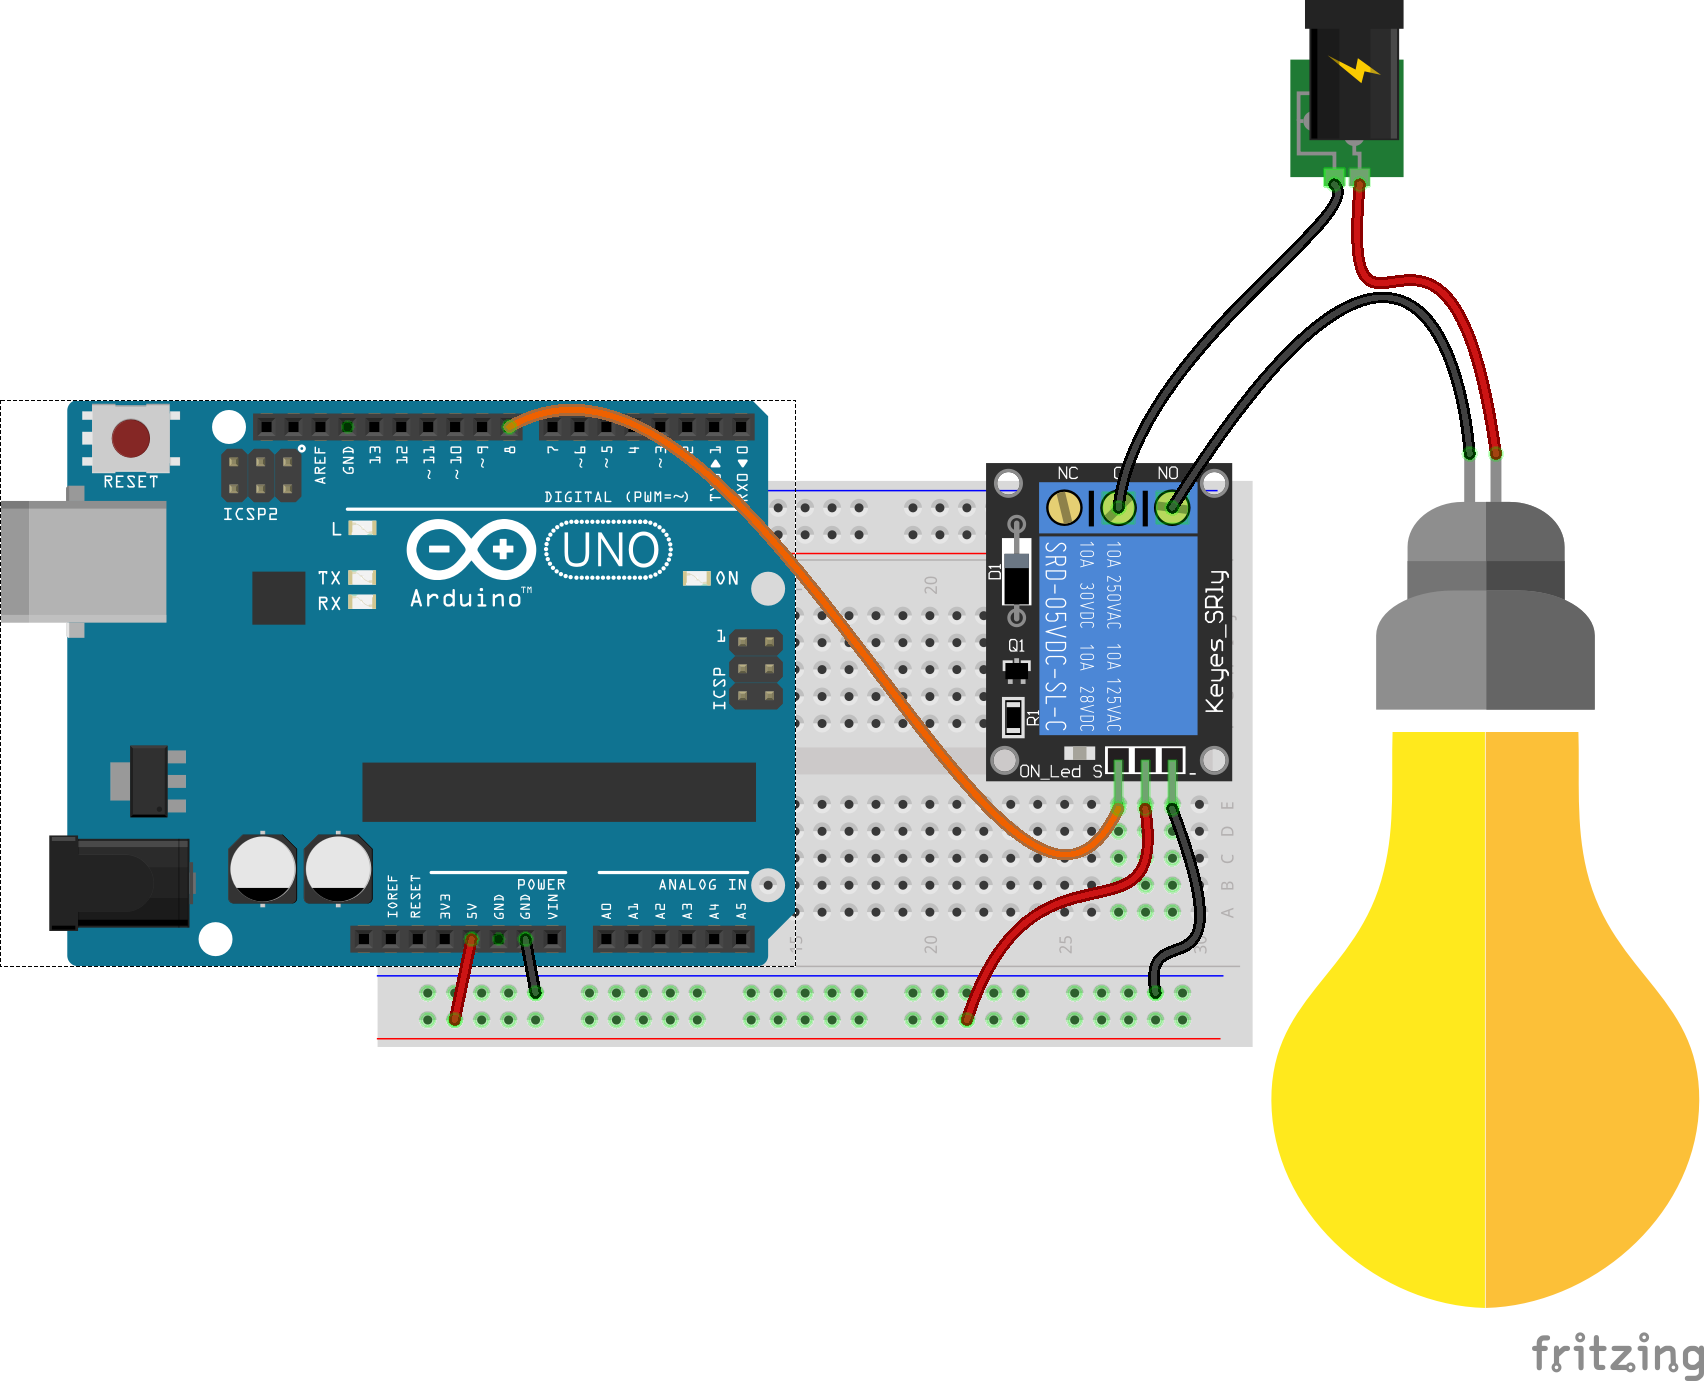 RESET
ICSP2
AREF
GND
13
12
~11
~10
~9
8
7
~6
~5
4
~3
2
1
RX0◄0
DIGITAL (PWM=~)
L
TX
RX
UNO
Arduino™
ON
1
ICSP
IOREF
RESET
3V3
5V
GND
GND
VIN
POWER
ANALOG IN
A0
A1
A2
A3
A4
A5
20
15
20
25
30
E
D
C
B
A
NC
NO
D1
Q1
R1
SRD-05VDC-SL-C
10A 30VDC 10A 28VDC
10A 250VAC 10A 125VAC
Keyes_SRly
ON_Led S
-
fritzing